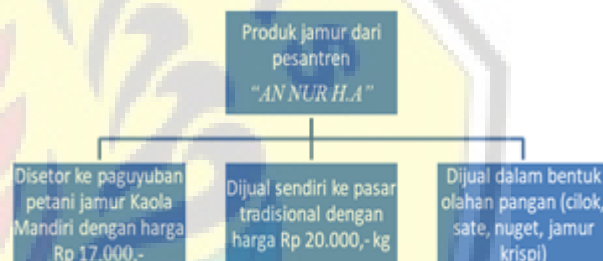 Produk jamur dari
pesantren
"AN NUR H.A"
Disetor ke paguyuban
petani jamur Kaola
Mandiri dengan harga
Rp 17.000,-
Dijual sendiri ke pasar
tradisional dengan
harga Rp 20.000,- kg
Dijual dalam bentuk
olahan pangan (cilok,
sate, nuget, jamur
krispi)